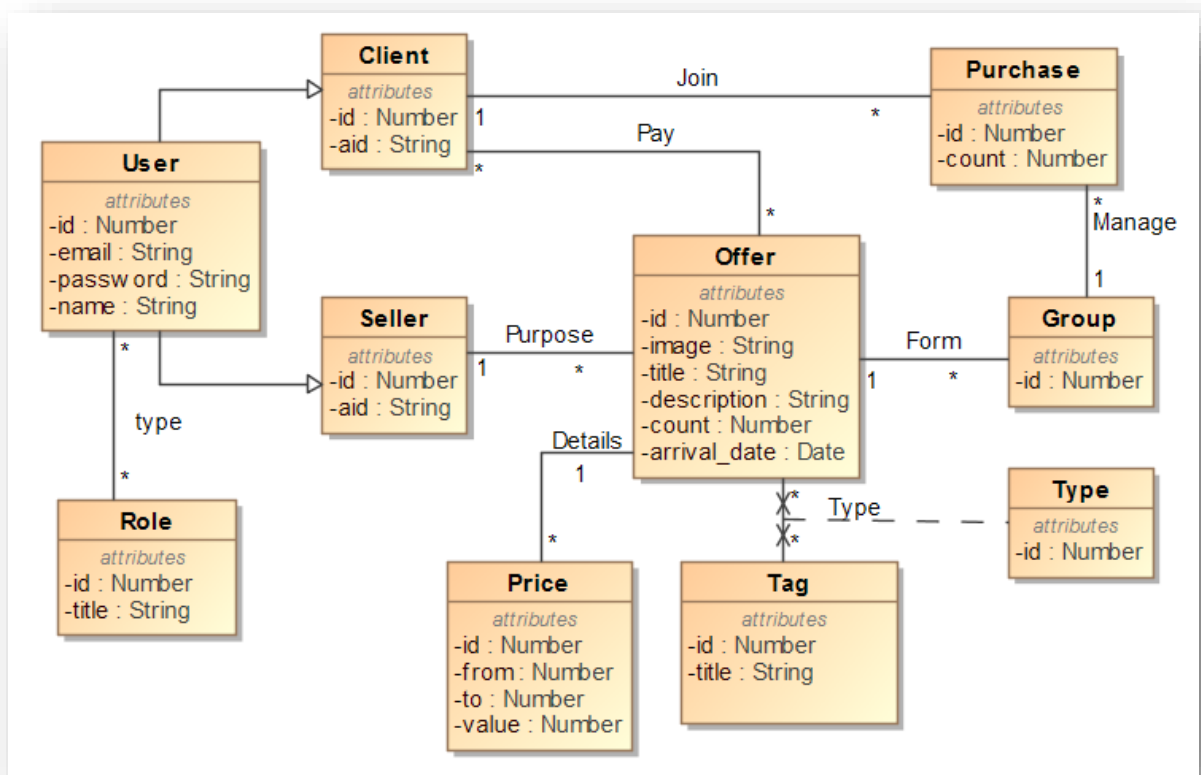 Client
attributes
-id : Number
-aid : String
Purchase
attributes
-id : Number
-count : Number
Join
1
*
Pay
*
*
User
attributes
-id : Number
-email : String
-password : String
-name : String
*
Manage
1
Offer
attributes
-id : Number
-image : String
-title : String
-description : String
-count : Number
-arrival_date : Date
Seller
attributes
-id : Number
-aid : String
Purpose
1
*
Form
1
*
Group
attributes
-id : Number
*
type
*
Details
1
*
Role
attributes
-id : Number
-title : String
*
Type
*
Type
attributes
-id : Number
Price
attributes
-id : Number
-from : Number
-to : Number
-value : Number
Tag
attributes
-id : Number
-title : String